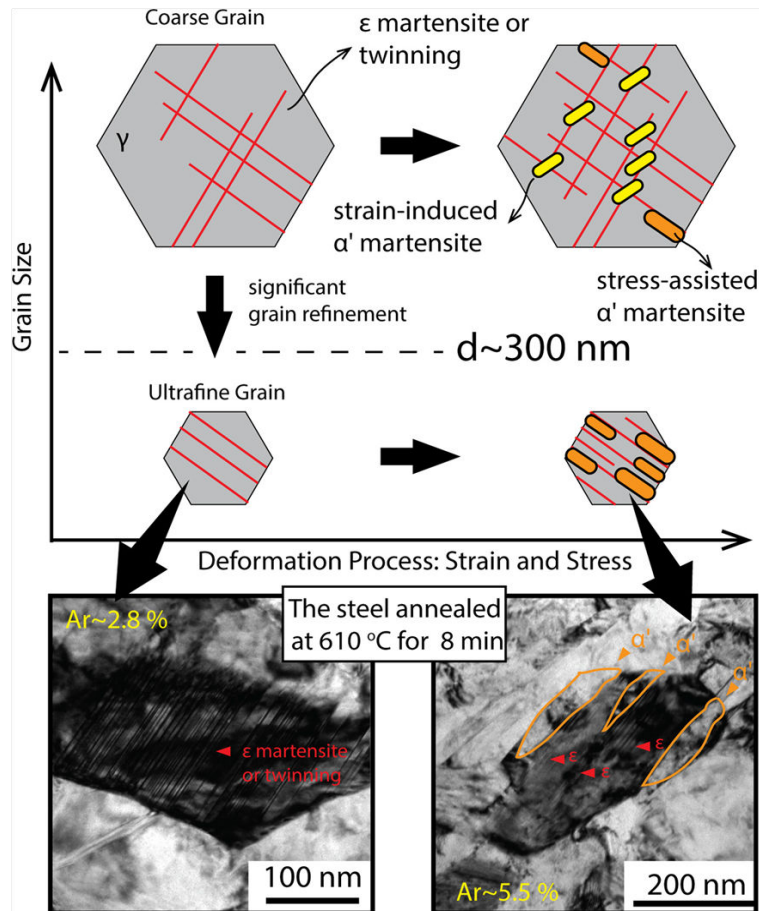 Coarse Grain
ε martensite or
twinning
γ
strain-induced
α' martensite
stress-assisted
α' martensite
Grain Size
significant
grain refinement
d~300 nm
Ultrafine Grain
Deformation Process: Strain and Stress
The steel annealed
at 610 °C for 8 min
Ar~2.8 %
ε martensite
or twinning
100 nm
α'
α'
α'
ε
ε
ε
Ar~5.5 %
200 nm